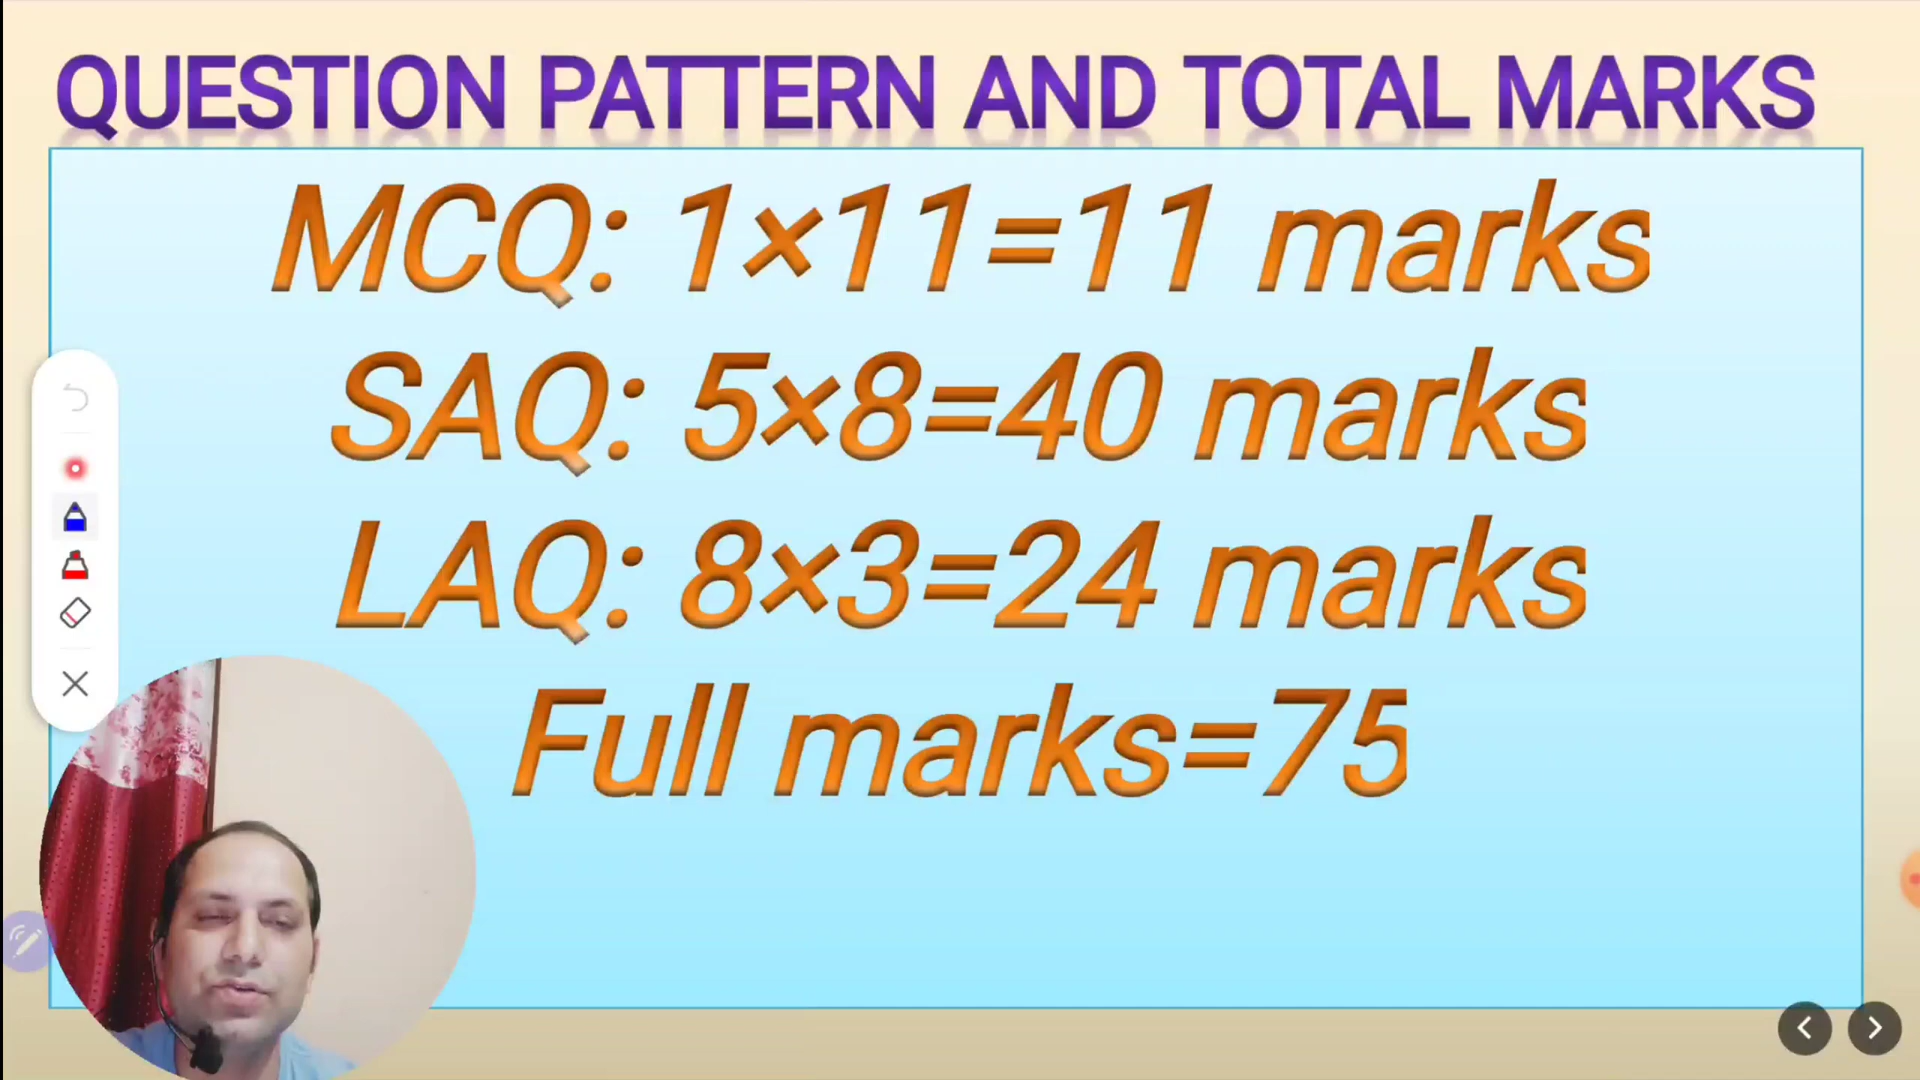 QUESTION PATTERN AND TOTAL MARKS
MCQ: 1×11=11 marks
SAQ: 5×8=40 marks
LAQ: 8×3=24 marks
Full marks=75